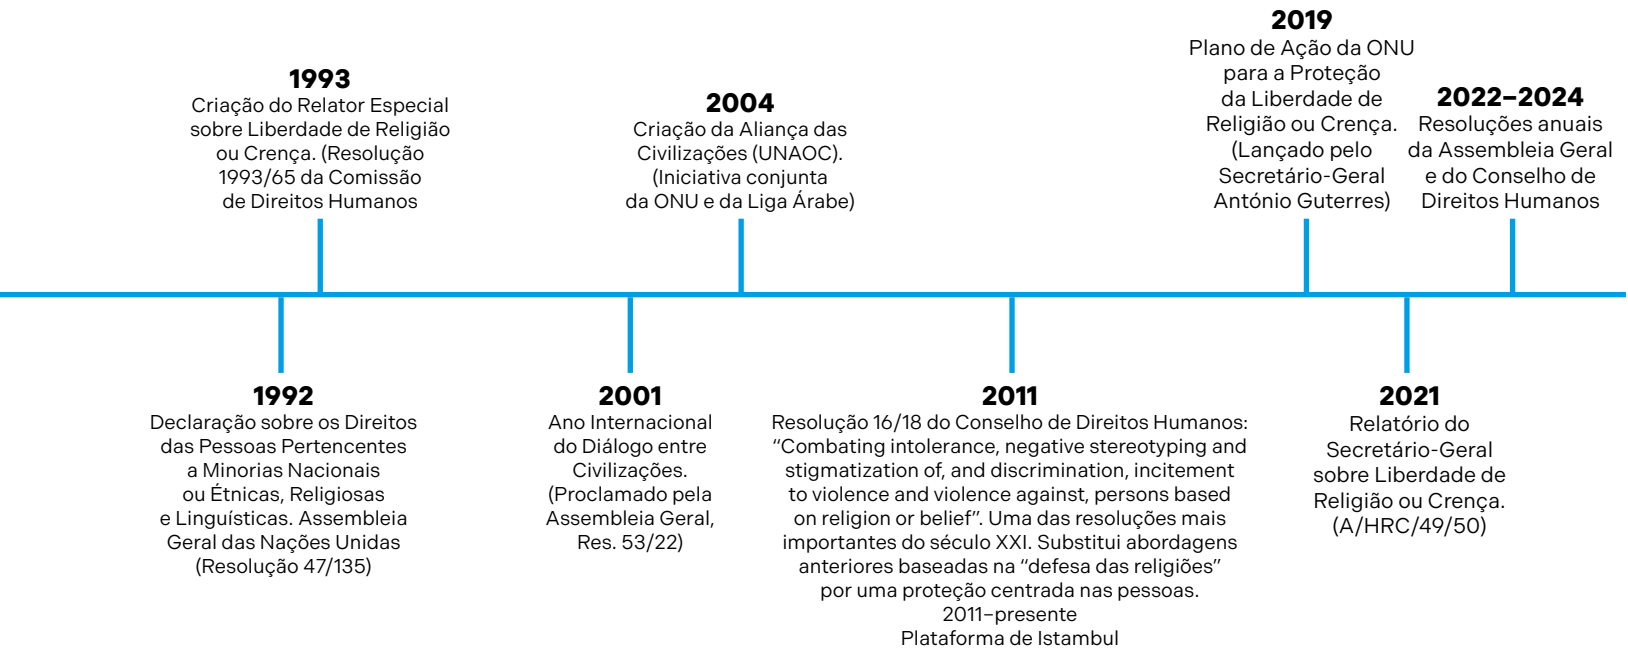 1993
Criação do Relator Especial
sobre Liberdade de Religião
ou Crença. (Resolução
1993/65 da Comissão
de Direitos Humanos
2004
Criação da Aliança das
Civilizações (UNAOC).
(Iniciativa conjunta
da ONU e da Liga Árabe)
2019
Plano de Ação da ONU
para a Proteção
da Liberdade de
Religião ou Crença.
(Lançado pelo
Secretário-Geral
António Guterres)
2022–2024
Resoluções anuais
da Assembleia Geral
e do Conselho de
Direitos Humanos
1992
Declaração sobre os Direitos
das Pessoas Pertencentes
a Minorias Nacionais
ou Étnicas, Religiosas
e Linguísticas. Assembleia
Geral das Nações Unidas
(Resolução 47/135)
2001
Ano Internacional
do Diálogo entre
Civilizações.
(Proclamado pela
Assembleia Geral,
Res. 53/22)
2011
Resolução 16/18 do Conselho de Direitos Humanos:
“Combating intolerance, negative stereotyping and
stigmatization of, and discrimination, incitement
to violence and violence against, persons based
on religion or belief”. Uma das resoluções mais
importantes do século XXI. Substitui abordagens
anteriores baseadas na “defesa das religiões”
por uma proteção centrada nas pessoas.
2011–presente
Plataforma de Istambul
2021
Relatório do
Secretário-Geral
sobre Liberdade de
Religião ou Crença.
(A/HRC/49/50)